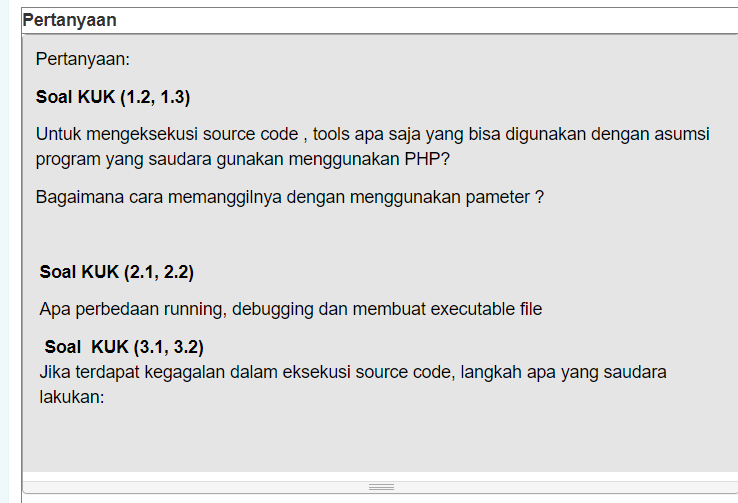 Pertanyaan
Pertanyaan:
Soal KUK (1.2, 1.3)
Untuk mengeksekusi source code , tools apa saja yang bisa digunakan dengan asumsi
program yang saudara gunakan menggunakan PHP?
Bagaimana cara memanggilnya dengan menggunakan pameter ?
Soal KUK (2.1, 2.2)
Apa perbedaan running, debugging dan membuat executable file
Soal KUK (3.1, 3.2)
Jika terdapat kegagalan dalam eksekusi source code, langkah apa yang saudara
lakukan: